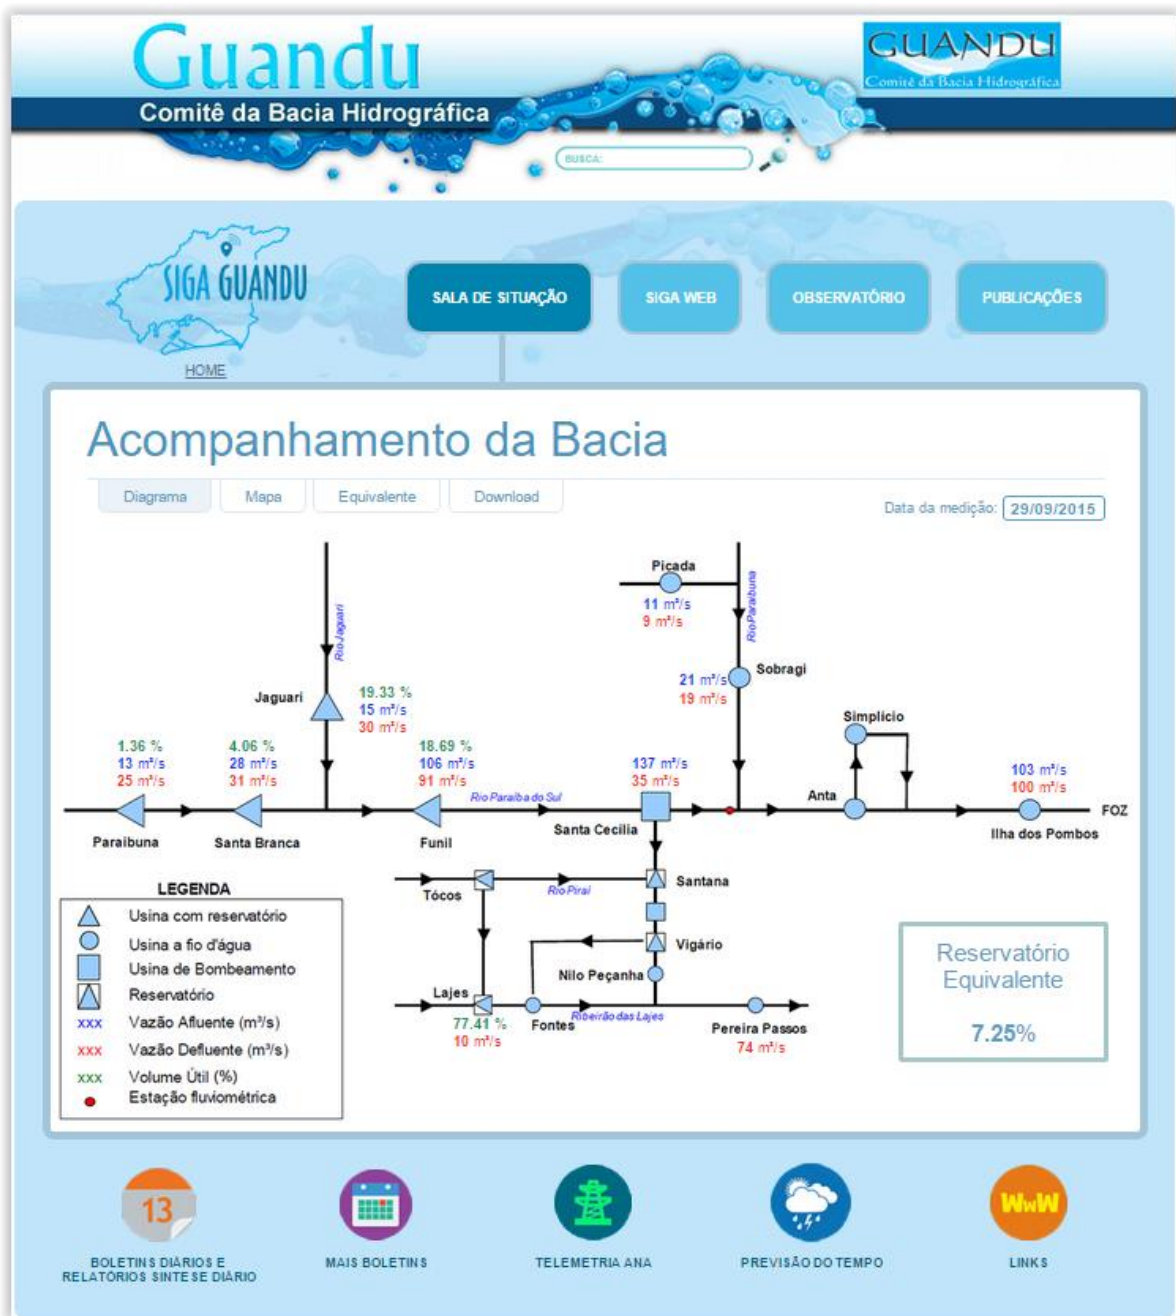 Guandu
Comitê da Bacia Hidrográfica
GUANDU
Comitê da Bacia Hidrográfica
BUSCA:
SIGA GUANDU
HOME
SALA DE SITUAÇÃO
SIGA WEB
OBSERVATÓRIO
PUBLICAÇÕES
Acompanhamento da Bacia
Diagrama
Mapa
Equivalente
Download
Data da medição: 29/09/2015
Picada
11 m³/s
9 m³/s
Rio Paraibuna
Rio Jaguari
Sobragi
21 m³/s
19 m³/s
Jaguari
19.33 %
15 m³/s
30 m³/s
Simplício
1.36 %
13 m³/s
25 m³/s
Paraibuna
4.06 %
28 m³/s
31 m³/s
Santa Branca
18.69 %
106 m³/s
91 m³/s
Funil
Rio Paraíba do Sul
137 m³/s
35 m³/s
Santa Cecília
Anta
103 m³/s
100 m³/s
Ilha dos Pombos
FOZ
Tócos
Rio Piraí
Santana
Vigário
Nilo Peçanha
Lajes
77.41 %
10 m³/s
Fontes
Ribeirão das Lajes
Pereira Passos
74 m³/s
LEGENDA
Usina com reservatório
Usina a fio d'água
Usina de Bombeamento
Reservatório
xxx Vazão Afluente (m³/s)
xxx Vazão Defluente (m³/s)
xxx Volume Útil (%)
Estação fluviométrica
Reservatório
Equivalente
7.25%
13
BOLETINS DIÁRIOS E
RELATÓRIOS SINTESE DIÁRIO
MAIS BOLETINS
TELEMETRIA ANA
PREVISÃO DO TEMPO
WwW
LINKS